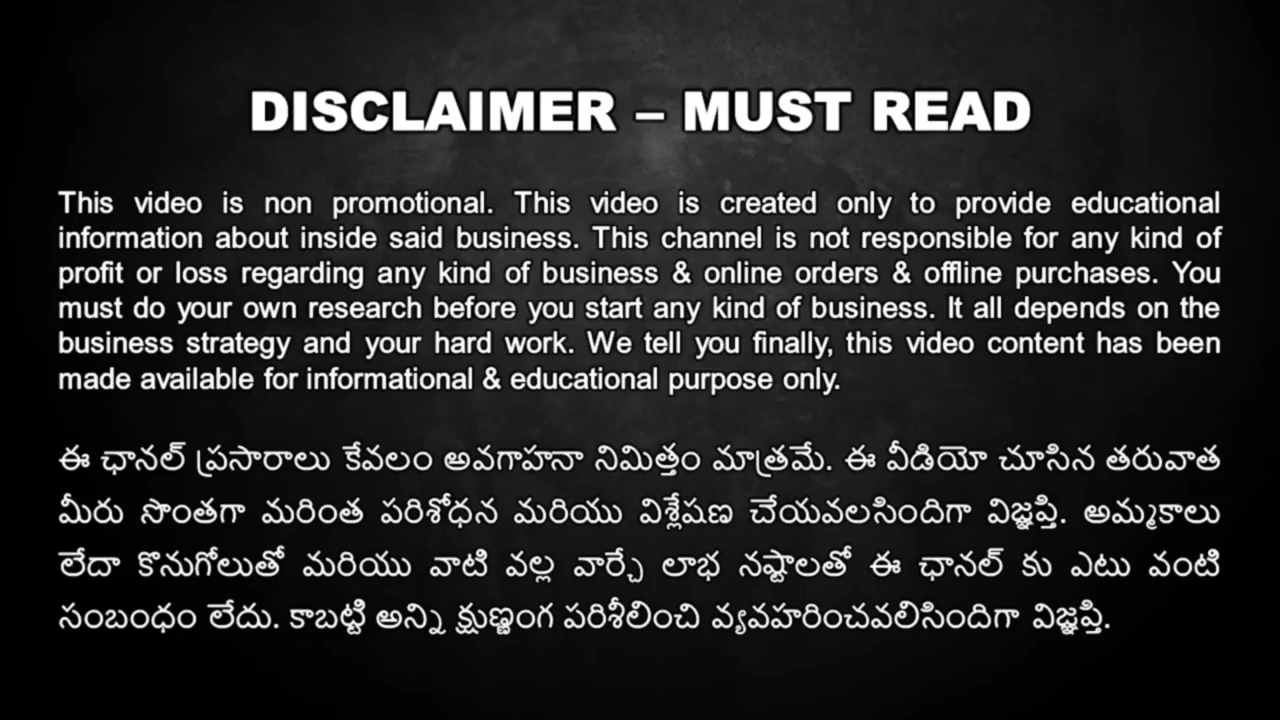 DISCLAIMER – MUST READ
This video is non promotional. This video is created only to provide educational
information about inside said business. This channel is not responsible for any kind of
profit or loss regarding any kind of business & online orders & offline purchases. You
must do your own research before you start any kind of business. It all depends on the
business strategy and your hard work. We tell you finally, this video content has been
made available for informational & educational purpose only.
ఈ ఛానల్ ప్రసారాలు కేవలం అవగాహనా నిమిత్తం మాత్రమే. ఈ వీడియో చూసిన తరువాత
మీరు సొంతగా మరింత పరిశోధన మరియు విశ్లేషణ చేయవలసిందిగా విజ్ఞప్తి. అమ్మకాలు
లేదా కొనుగోలుతో మరియు వాటి వల్ల వార్చే లాభ నష్టాలతో ఈ ఛానల్ కు ఎటు వంటి
సంబంధం లేదు. కాబట్టి అన్ని క్షుణ్ణంగ పరిశీలించి వ్యవహరించవలిసిందిగా విజ్ఞప్తి.